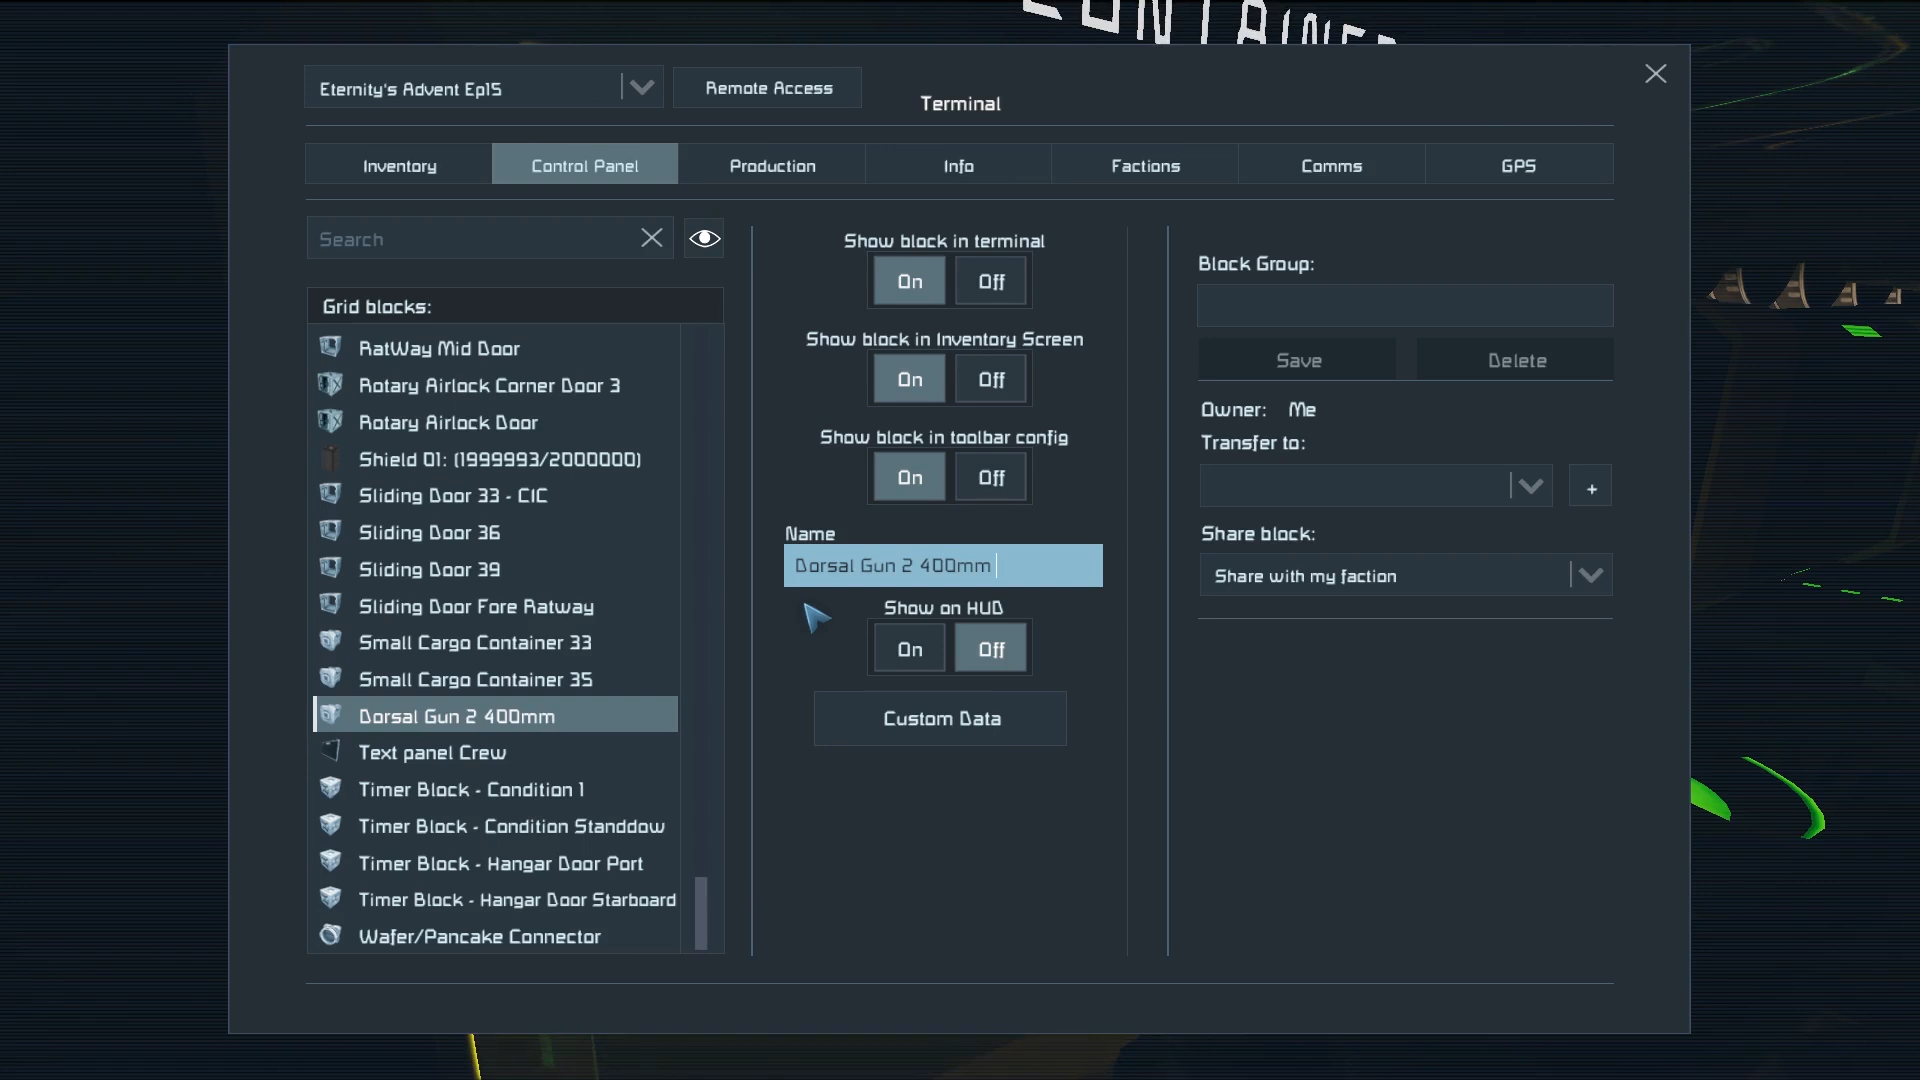 CONTAINER
Eternity's Advent Ep15
Remote Access
Terminal
Inventory
Control Panel
Production
Info
Factions
Comms
GPS
Search
Grid blocks:
RatWay Mid Door
Rotary Airlock Corner Door 3
Rotary Airlock Door
Shield 01: (1999993/2000000)
Sliding Door 33 - CIC
Sliding Door 36
Sliding Door 39
Sliding Door Fore Ratway
Small Cargo Container 33
Small Cargo Container 35
Dorsal Gun 2 400mm
Text panel Crew
Timer Block - Condition 1
Timer Block - Condition Standdow
Timer Block - Hangar Door Port
Timer Block - Hangar Door Starboard
Wafer/Pancake Connector
Show block in terminal
On Off
Show block in Inventory Screen
On Off
Show block in toolbar config
On Off
Name
Dorsal Gun 2 400mm
Show on HUD
On Off
Custom Data
Block Group:
Save
Delete
Owner: Me
Transfer to:
+
Share block:
Share with my faction